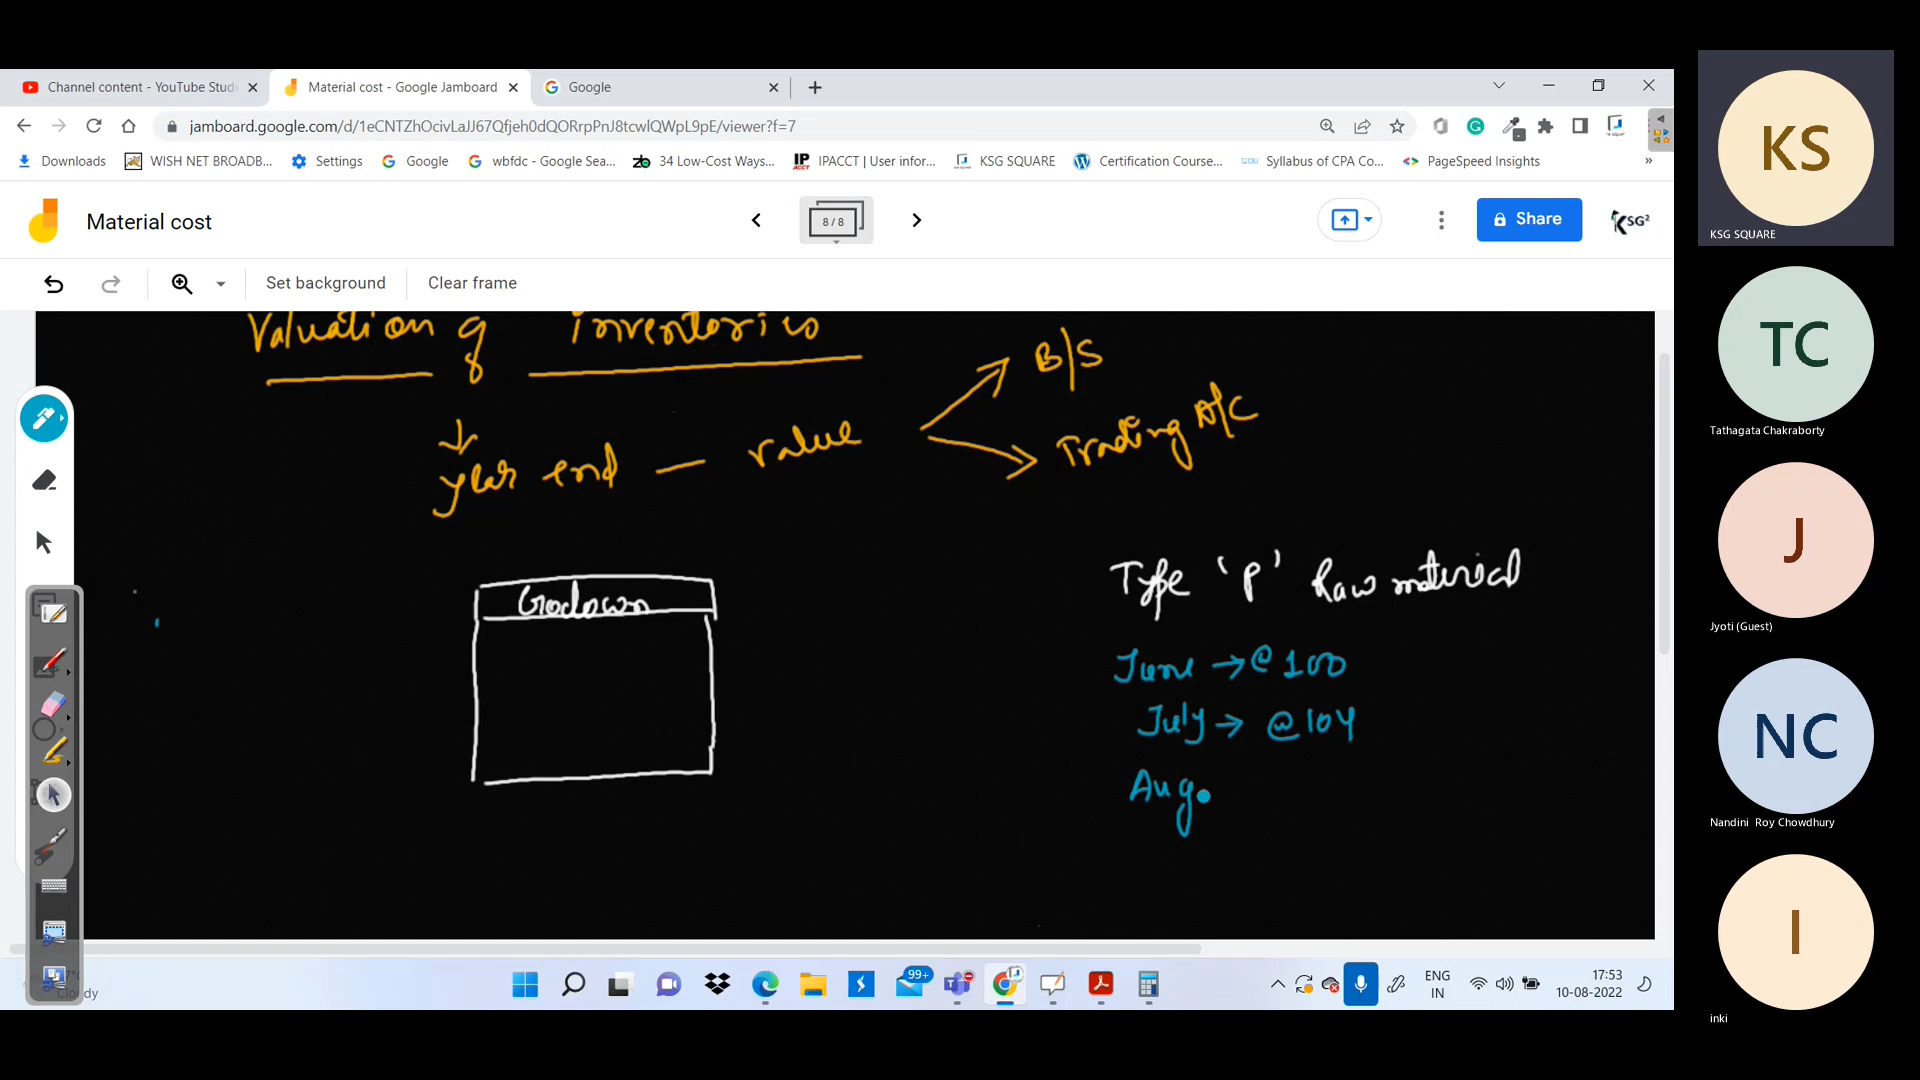 Channel content - YouTube Stud
Material cost - Google Jamboard
Google
jamboard.google.com/d/1eCNTZhOcivLaJJ67Qfjeh0dQORrpPnJ8tcwlQWpL9pE/viewer?f=7
Downloads
WISH NET BROADB...
Settings
Google
wbfdc - Google Sea...
34 Low-Cost Ways...
IPACCT | User infor...
KSG SQUARE
Certification Course...
Syllabus of CPA Co...
PageSpeed Insights
»
Material cost
8 / 8
Share
KSG²
Set background
Clear frame
Valuation of inventories
B/S
year end — value
Trading A/C
Godown
Type 'P' Raw material
June → @ 100
July → @ 104
Aug
Cloudy
99+
ENG
IN
17:53
10-08-2022
KS
KSG SQUARE
TC
Tathagata Chakraborty
J
Jyoti (Guest)
NC
Nandini Roy Chowdhury
I
inki